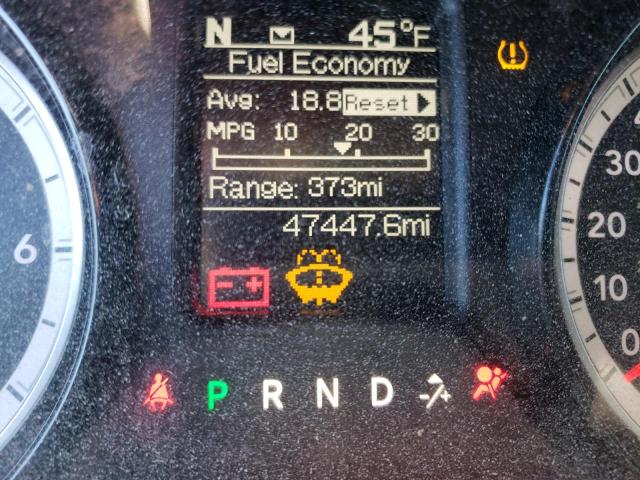 N 45°F
Fuel Economy
Avg: 18.8 Reset
MPG 10 20 30
Range: 373mi
47447.6mi
6
30
20
10
0
P R N D -/+